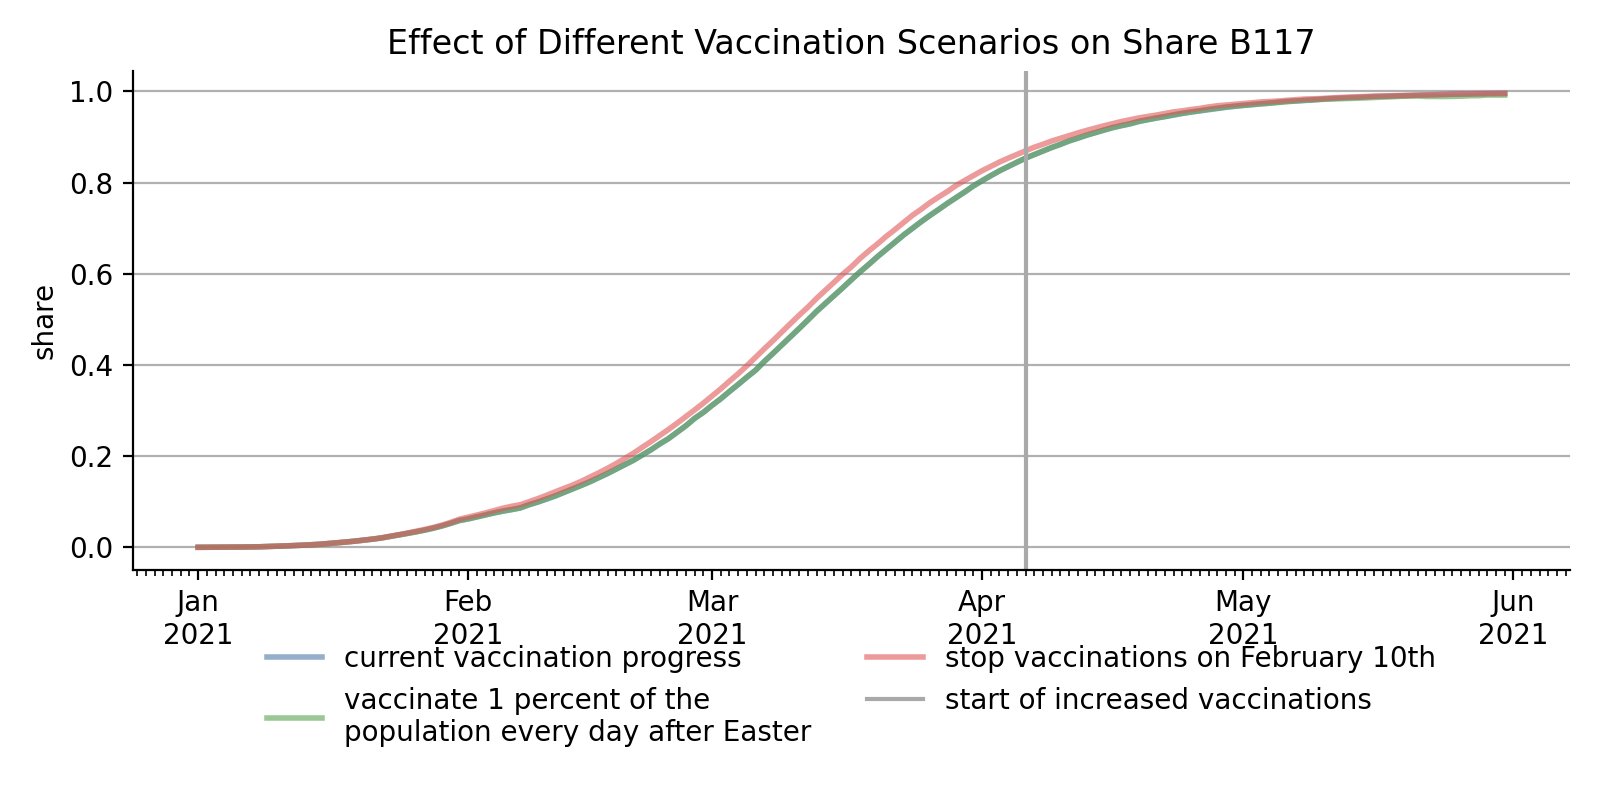 Effect of Different Vaccination Scenarios on Share B117
share
1.0
0.8
0.6
0.4
0.2
0.0
Jan
2021
Feb
2021
Mar
2021
Apr
2021
May
2021
Jun
2021
current vaccination progress
vaccinate 1 percent of the
population every day after Easter
stop vaccinations on February 10th
start of increased vaccinations